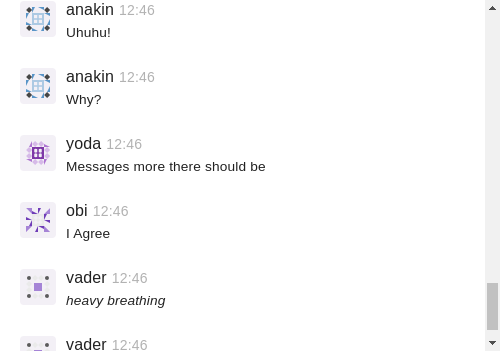 anakin 12:46
Uhuhu!
anakin 12:46
Why?
yoda 12:46
Messages more there should be
obi 12:46
I Agree
vader 12:46
heavy breathing
vader 12:46